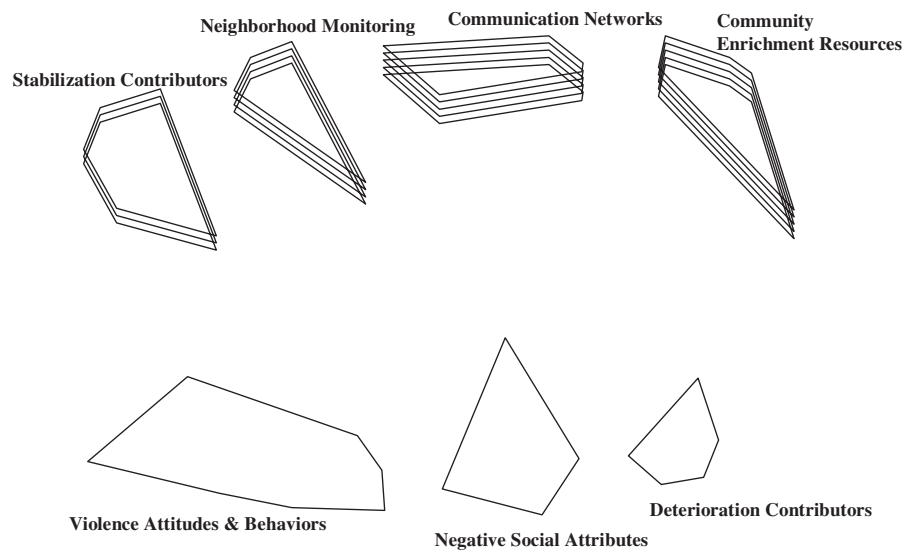 Neighborhood Monitoring
Communication Networks
Community
Enrichment Resources
Stabilization Contributors
Violence Attitudes & Behaviors
Negative Social Attributes
Deterioration Contributors